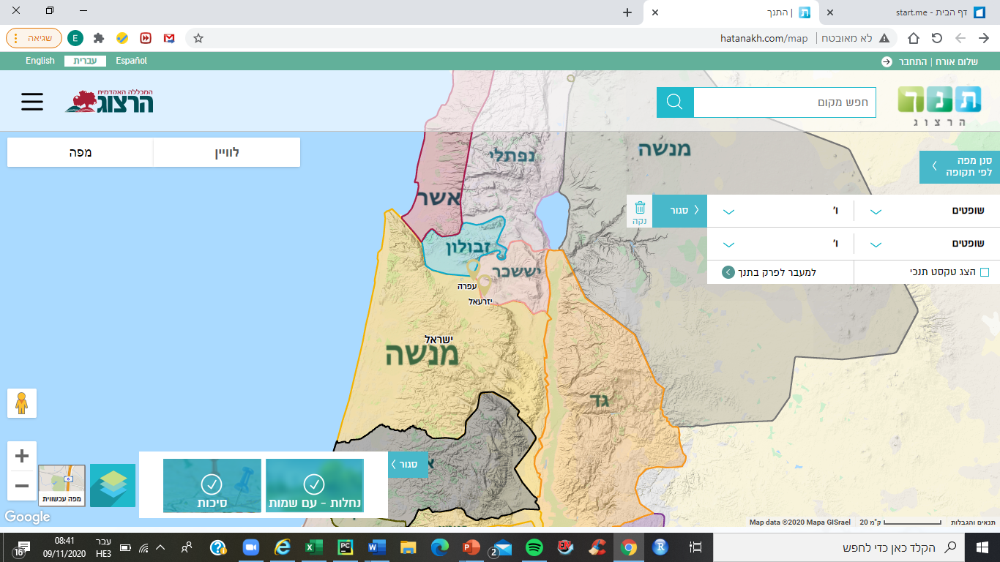 דף הבית - start.me
התנך |
שגיאה
E
לא מאובטח
hatanakh.com/map
English
עברית
Español
שלום אורח | התחבר
המכללה האקדמית
הרצוג
חפש מקום
תנך
הרצוג
מפה
לוויין
סנן מפה
לפי תקופה
סגור
נקה
שופטים
ו'
שופטים
ו'
הצג טקסט תנכי
למעבר לפרק בתנך
נפתלי
מנשה
אשר
זבולון
יששכר
עפרה
יזרעאל
ישראל
מנשה
גד
סגור
נחלות - עם שמות
סיכות
מפה עכשווית
6
Google
Map data ©2020 Mapa GISrael
20 ק"מ
תנאים והגבלות
הקלד כאן כדי לחפש
עבר
HE3
08:41
09/11/2020
16
2